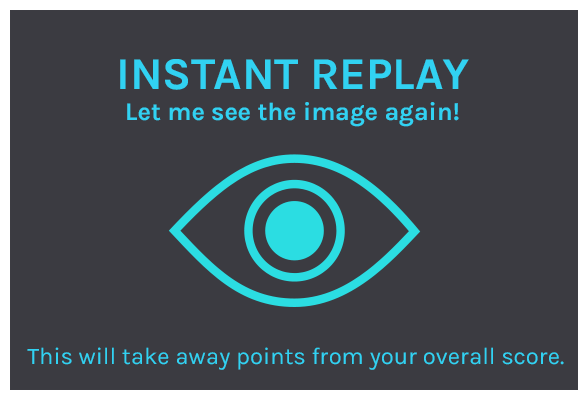 INSTANT REPLAY
Let me see the image again!
This will take away points from your overall score.